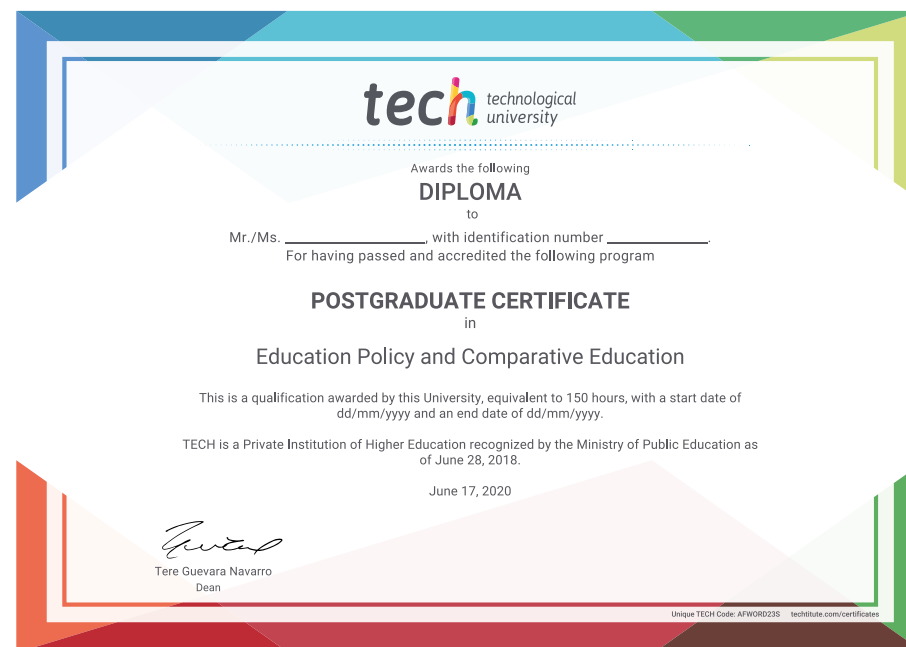 tech technological
university
Awards the following
DIPLOMA
to
Mr./Ms. ____________________, with identification number ______________.
For having passed and accredited the following program
POSTGRADUATE CERTIFICATE
in
Education Policy and Comparative Education
This is a qualification awarded by this University, equivalent to 150 hours, with a start date of
dd/mm/yyyy and an end date of dd/mm/yyyy.
TECH is a Private Institution of Higher Education recognized by the Ministry of Public Education as
of June 28, 2018.
June 17, 2020
Tere Guevara Navarro
Dean
Unique TECH Code: AFWORD23S techtitute.com/certificates